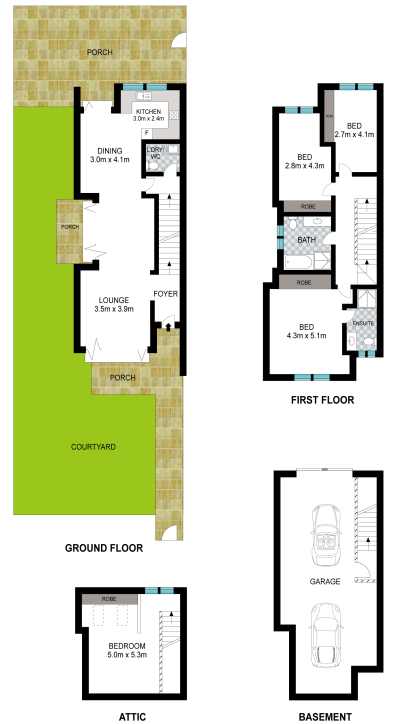 PORCH
KITCHEN
3.0m x 2.4m
F
DINING
3.0m x 4.1m
L'DRY/
WC
PORCH
LOUNGE
3.5m x 3.9m
FOYER
PORCH
COURTYARD
GROUND FLOOR
BED
2.7m x 4.1m
BED
2.8m x 4.3m
ROBE
BATH
ROBE
BED
4.3m x 5.1m
ENSUITE
FIRST FLOOR
ROBE
BEDROOM
5.0m x 5.3m
ATTIC
GARAGE
BASEMENT